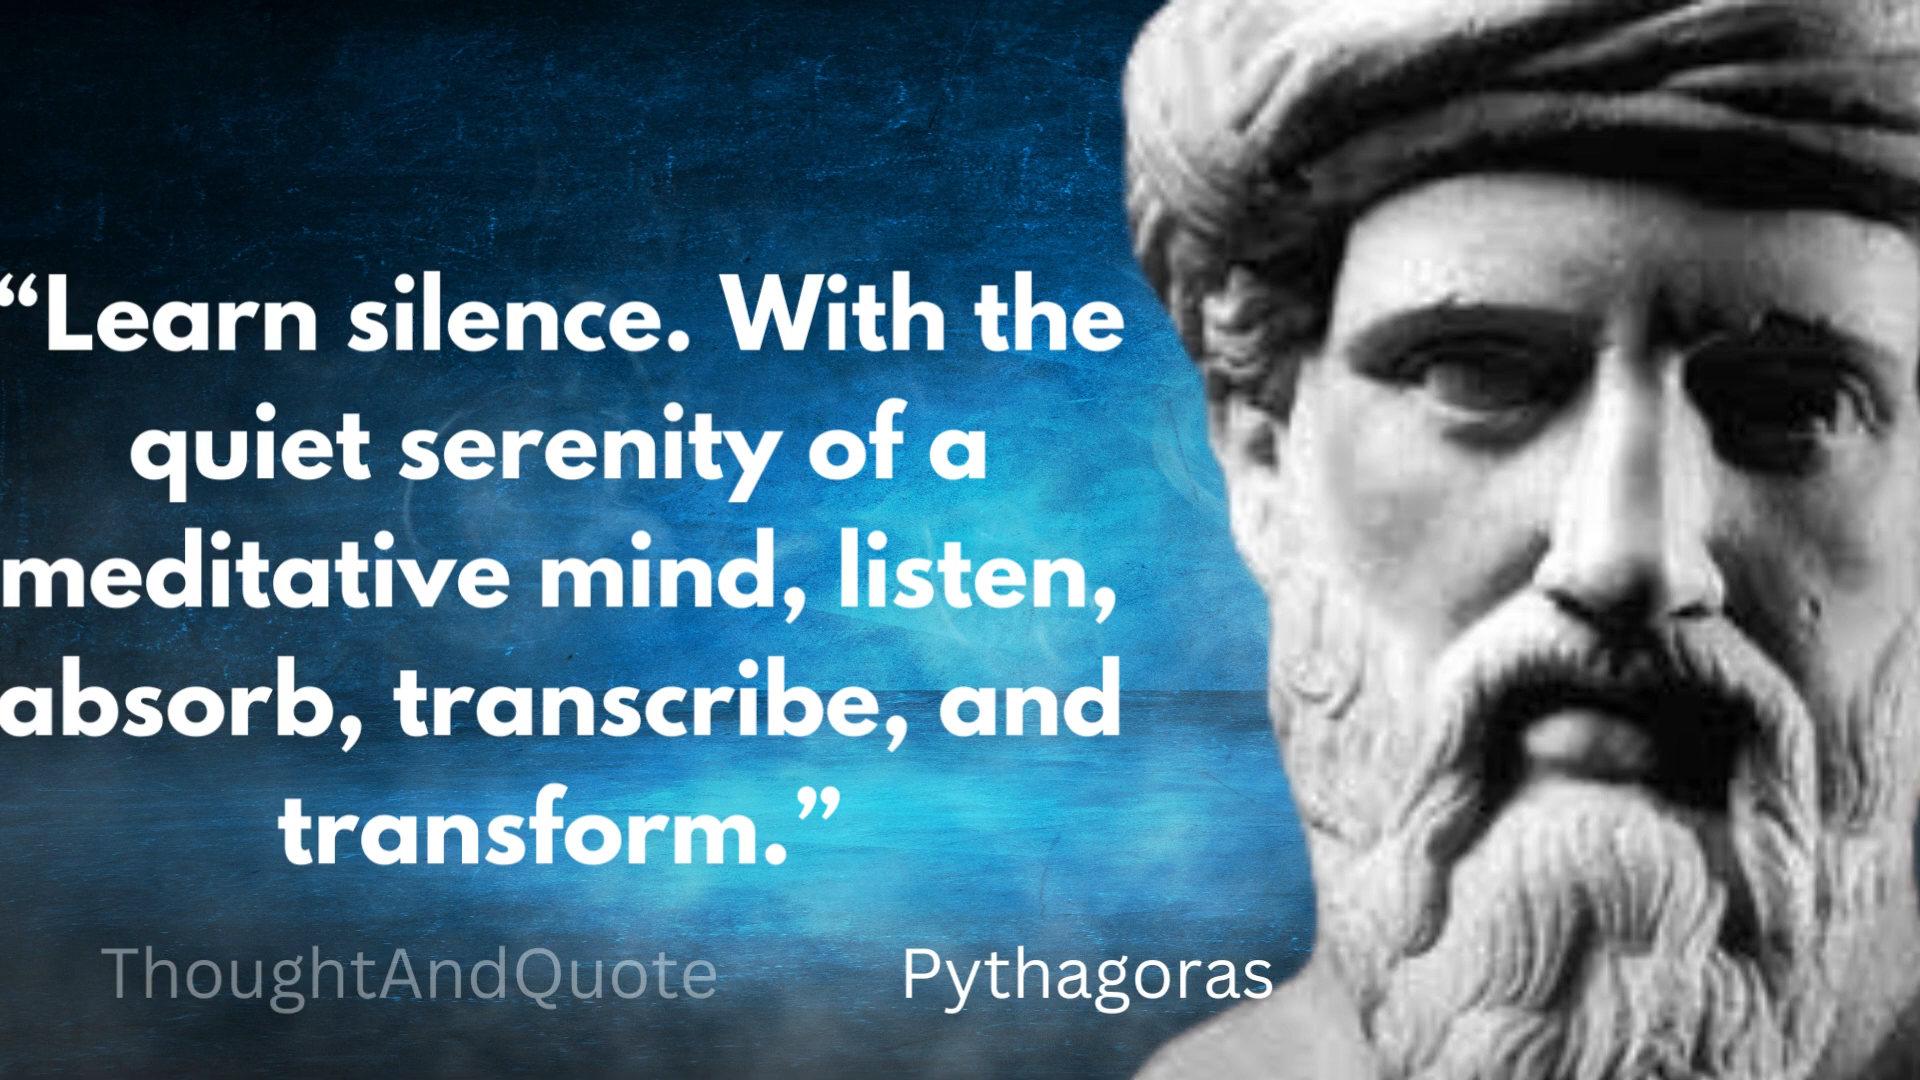 “Learn silence. With the
quiet serenity of a
meditative mind, listen,
absorb, transcribe, and
transform.”
ThoughtAndQuote
Pythagoras